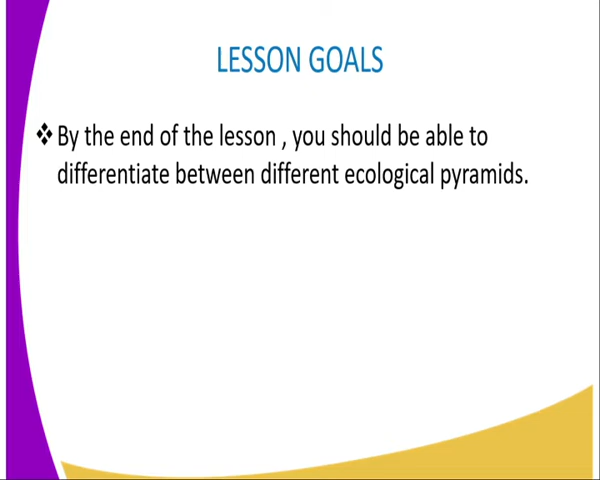 LESSON GOALS
❖ By the end of the lesson , you should be able to
differentiate between different ecological pyramids.